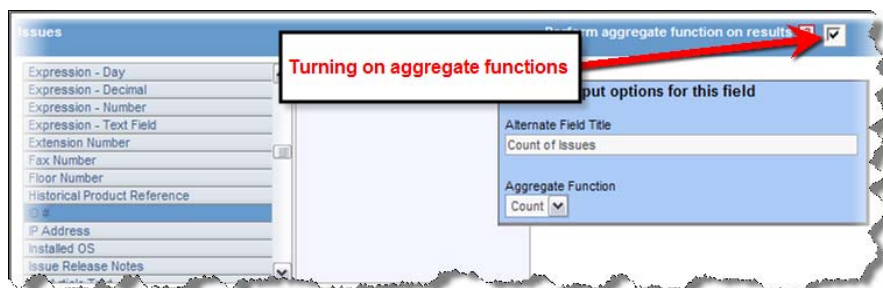 Issues
Perform aggregate function on results
Turning on aggregate functions
Expression - Day
Expression - Decimal
Expression - Number
Expression - Text Field
Extension Number
Fax Number
Floor Number
Historical Product Reference
ID #
IP Address
Installed OS
Issue Release Notes
put options for this field
Alternate Field Title
Count of Issues
Aggregate Function
Count